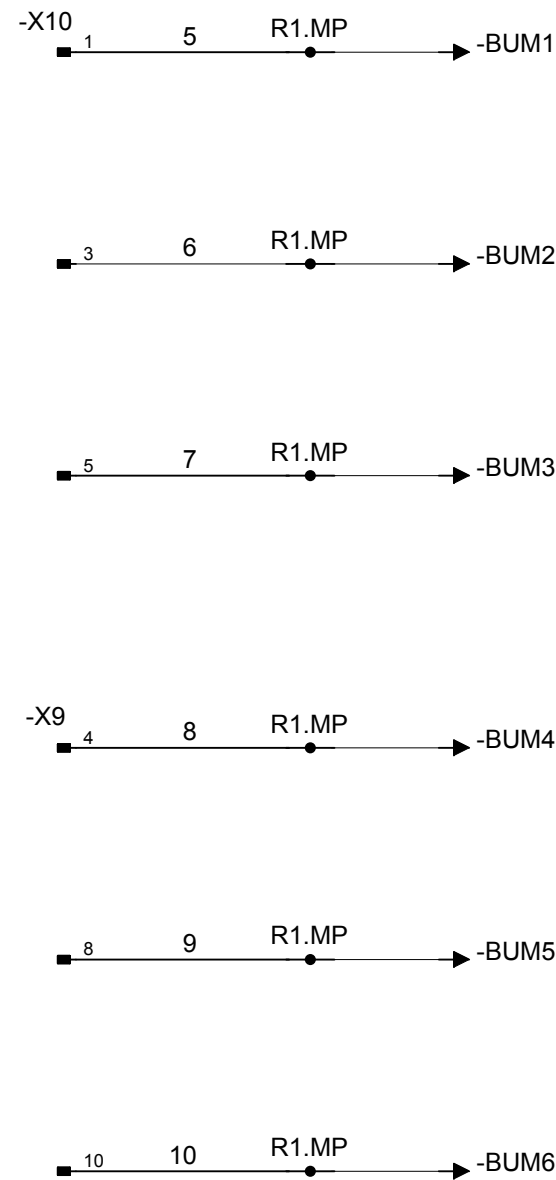 -X10
1 5 R1.MP -BUM1
3 6 R1.MP -BUM2
5 7 R1.MP -BUM3
-X9
4 8 R1.MP -BUM4
8 9 R1.MP -BUM5
10 10 R1.MP -BUM6